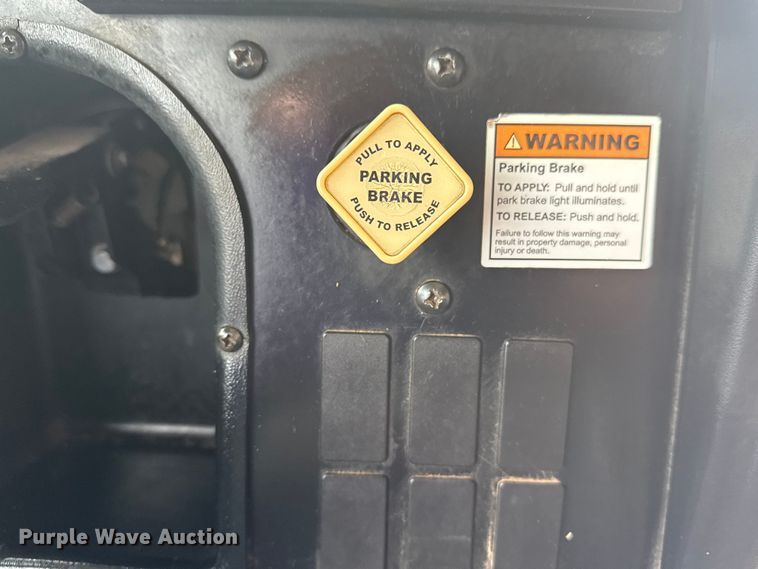 PULL TO APPLY
PARKING
BRAKE
PUSH TO RELEASE
WARNING
Parking Brake
TO APPLY: Pull and hold until
park brake light illuminates.
TO RELEASE: Push and hold.
Failure to follow this warning may
result in property damage, personal
injury or death.
Purple Wave Auction